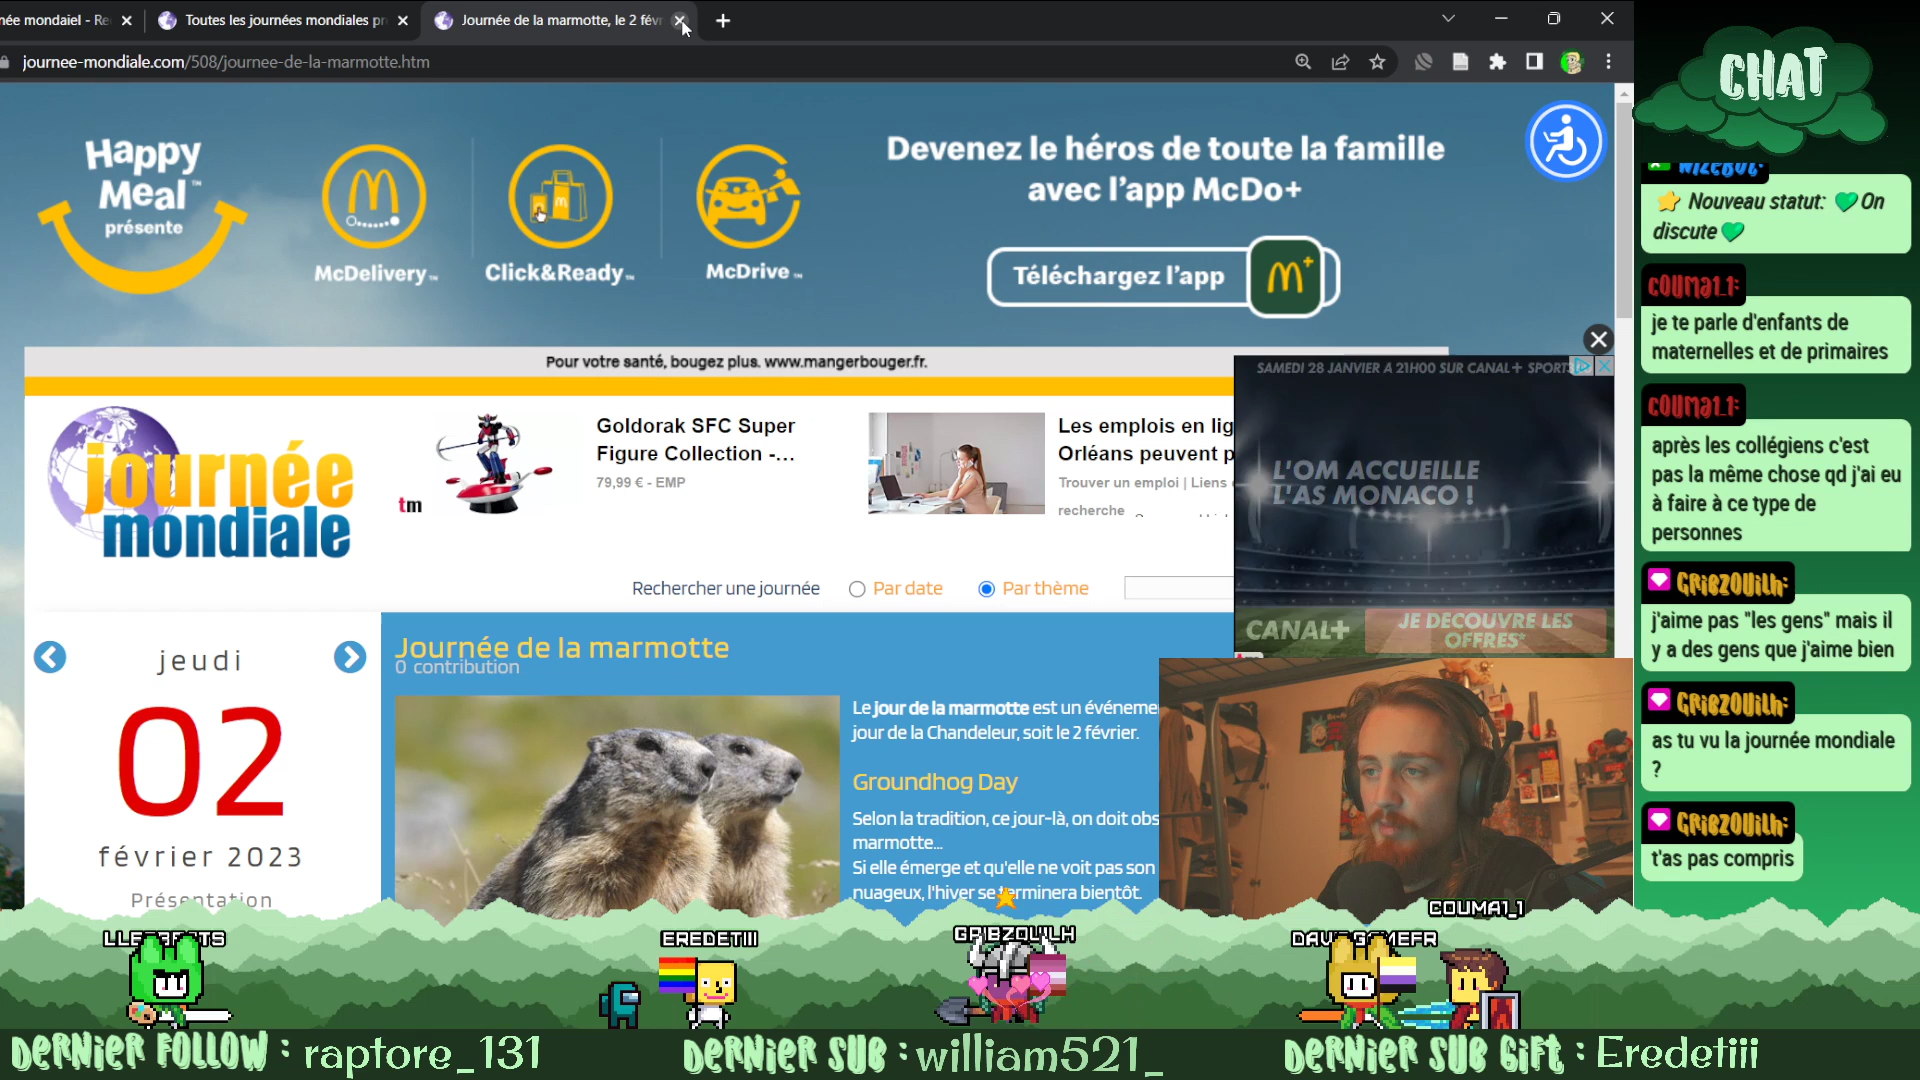 née mondaiel - Re
Toutes les journées mondiales pr
Journée de la marmotte, le 2 févr
journee-mondiale.com/508/journee-de-la-marmotte.htm
Happy
Meal™
présente
McDelivery™
Click&Ready™
McDrive™
Devenez le héros de toute la famille
avec l'app McDo+
Téléchargez l'app
Pour votre santé, bougez plus. www.mangerbouger.fr.
journée
mondiale
tm
Goldorak SFC Super
Figure Collection -...
79,99 € - EMP
Les emplois en lig
Orléans peuvent p
Trouver un emploi | Liens
recherche
SAMEDI 28 JANVIER A 21H00 SUR CANAL+ SPORT
L'OM ACCUEILLE
L'AS MONACO !
CANAL+
JE DECOUVRE LES
OFFRES*
Rechercher une journée
Par date
Par thème
jeudi
02
février 2023
Présentation
Journée de la marmotte
0 contribution
Le jour de la marmotte est un événeme
jour de la Chandeleur, soit le 2 février.
Groundhog Day
Selon la tradition, ce jour-là, on doit obs
marmotte...
Si elle émerge et qu'elle ne voit pas son
nuageux, l'hiver se terminera bientôt.
CHAT
WIZEBOT:
Nouveau statut: On
discute
COUMA1_1:
je te parle d'enfants de
maternelles et de primaires
COUMA1_1:
après les collégiens c'est
pas la même chose qd j'ai eu
à faire à ce type de
personnes
GRIBZOUILH:
j'aime pas "les gens" mais il
y a des gens que j'aime bien
GRIBZOUILH:
as tu vu la journée mondiale
?
GRIBZOUILH:
t'as pas compris
EREDETIII
GRIBZOUILH
COUMA1_1
DERNIER FOLLOW : raptore_131
DERNIER SUB : william521_
DERNIER SUB GIFT : Eredetiii